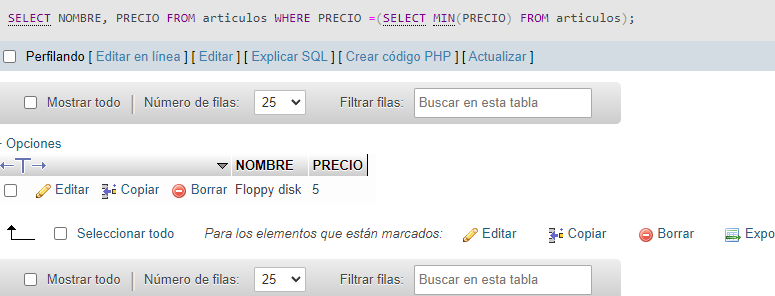 SELECT NOMBRE, PRECIO FROM articulos WHERE PRECIO =(SELECT MIN(PRECIO) FROM articulos);
Perfilando [ Editar en línea ] [ Editar ] [ Explicar SQL ] [ Crear código PHP ] [ Actualizar ]
Mostrar todo | Número de filas: 25 Filtrar filas: Buscar en esta tabla
Opciones
NOMBRE PRECIO
Editar Copiar Borrar Floppy disk 5
Seleccionar todo Para los elementos que están marcados: Editar Copiar Borrar Expo
Mostrar todo | Número de filas: 25 Filtrar filas: Buscar en esta tabla